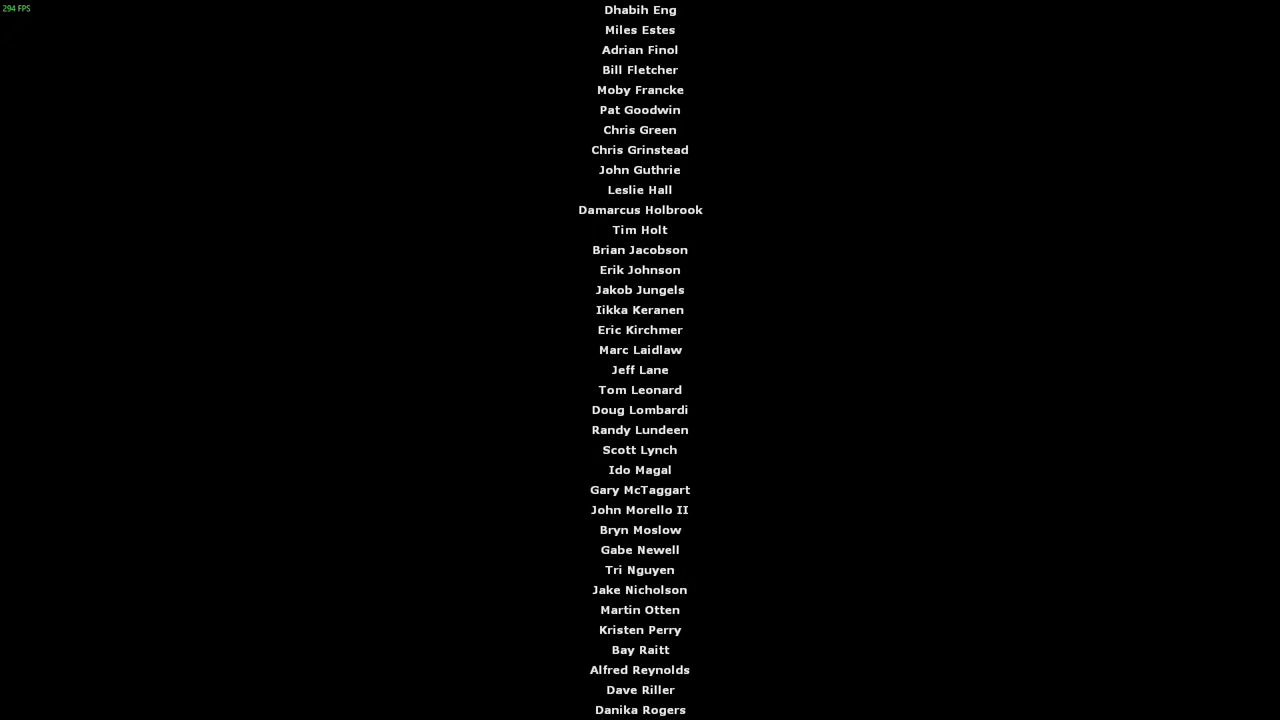 294 FPS
Dhabih Eng
Miles Estes
Adrian Finol
Bill Fletcher
Moby Francke
Pat Goodwin
Chris Green
Chris Grinstead
John Guthrie
Leslie Hall
Damarcus Holbrook
Tim Holt
Brian Jacobson
Erik Johnson
Jakob Jungels
Iikka Keranen
Eric Kirchmer
Marc Laidlaw
Jeff Lane
Tom Leonard
Doug Lombardi
Randy Lundeen
Scott Lynch
Ido Magal
Gary McTaggart
John Morello II
Bryn Moslow
Gabe Newell
Tri Nguyen
Jake Nicholson
Martin Otten
Kristen Perry
Bay Raitt
Alfred Reynolds
Dave Riller
Danika Rogers